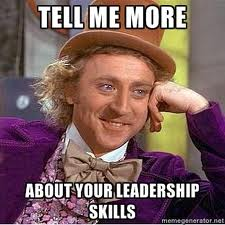 TELL ME MORE
ABOUT YOUR LEADERSHIP
SKILLS
memegenerator.net